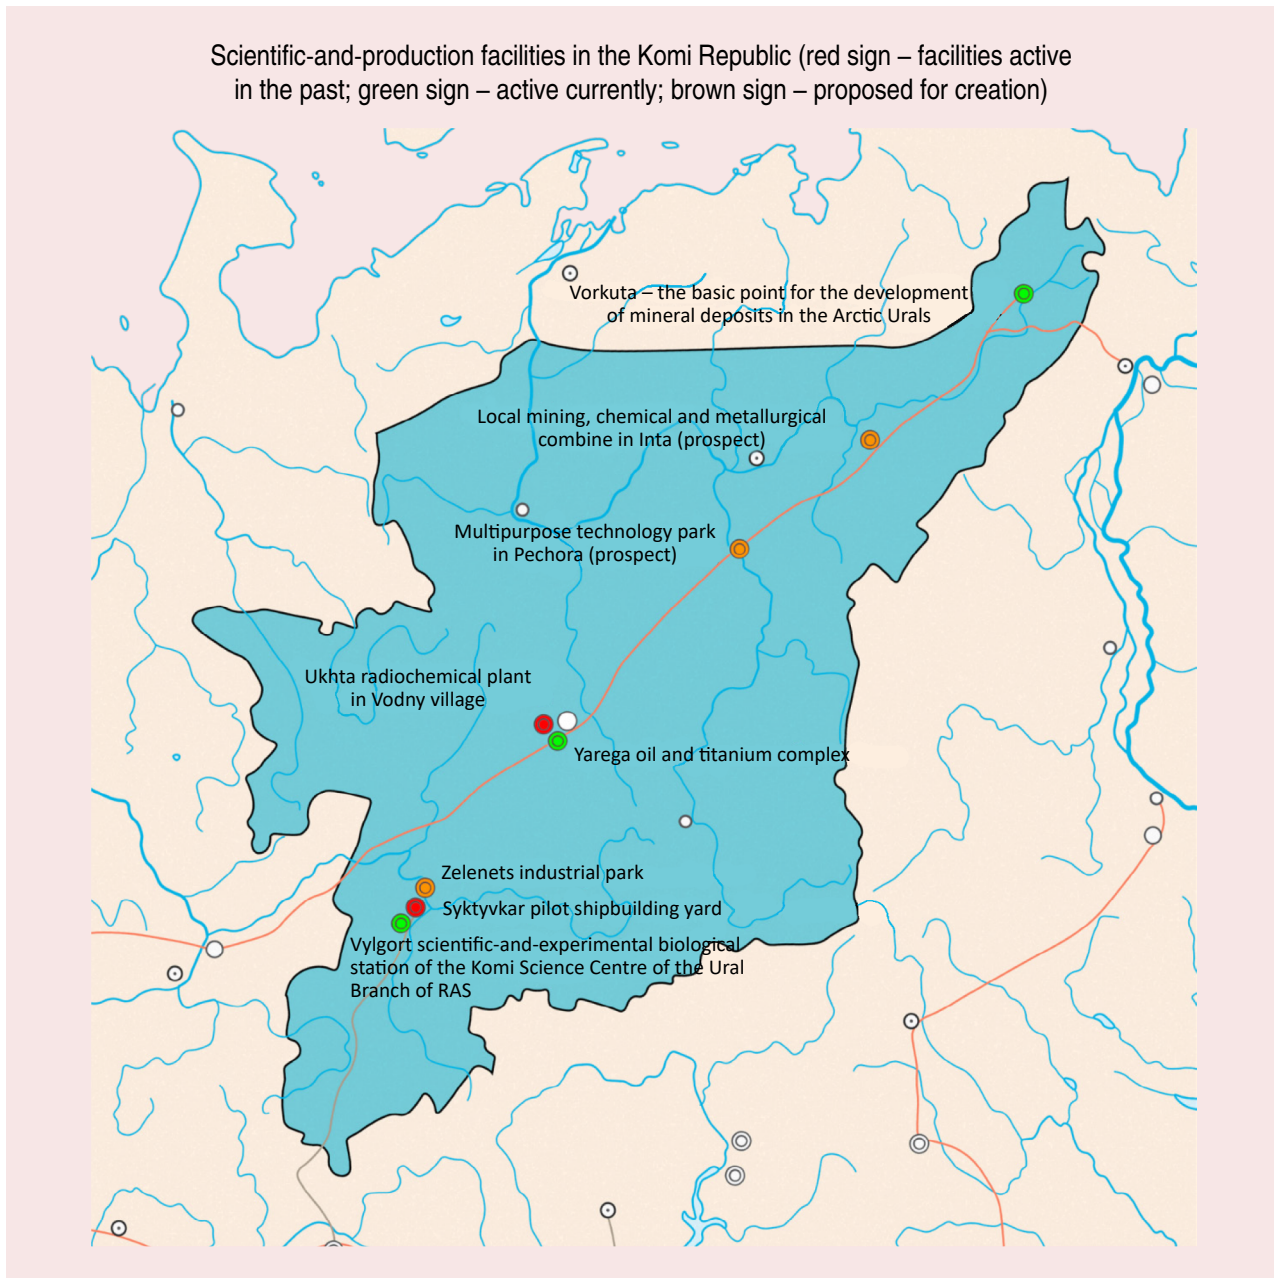 Scientific-and-production facilities in the Komi Republic (red sign – facilities active
in the past; green sign – active currently; brown sign – proposed for creation)
Vorkuta – the basic point for the development
of mineral deposits in the Arctic Urals
Local mining, chemical and metallurgical
combine in Inta (prospect)
Multipurpose technology park
in Pechora (prospect)
Ukhta radiochemical plant
in Vodny village
Yarega oil and titanium complex
Zelenets industrial park
Syktyvkar pilot shipbuilding yard
Vylgort scientific-and-experimental biological
station of the Komi Science Centre of the Ural
Branch of RAS